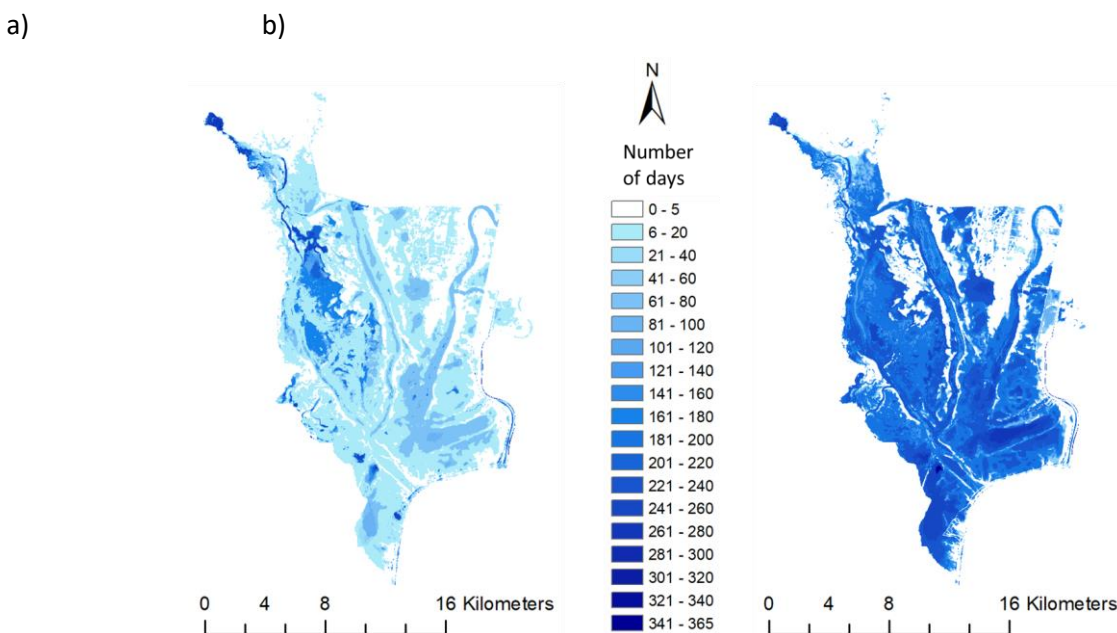 a) b)
N
Number
of days
0 - 5
6 - 20
21 - 40
41 - 60
61 - 80
81 - 100
101 - 120
121 - 140
141 - 160
161 - 180
181 - 200
201 - 220
221 - 240
241 - 260
261 - 280
281 - 300
301 - 320
321 - 340
341 - 365
0 4 8 16 Kilometers
0 4 8 16 Kilometers